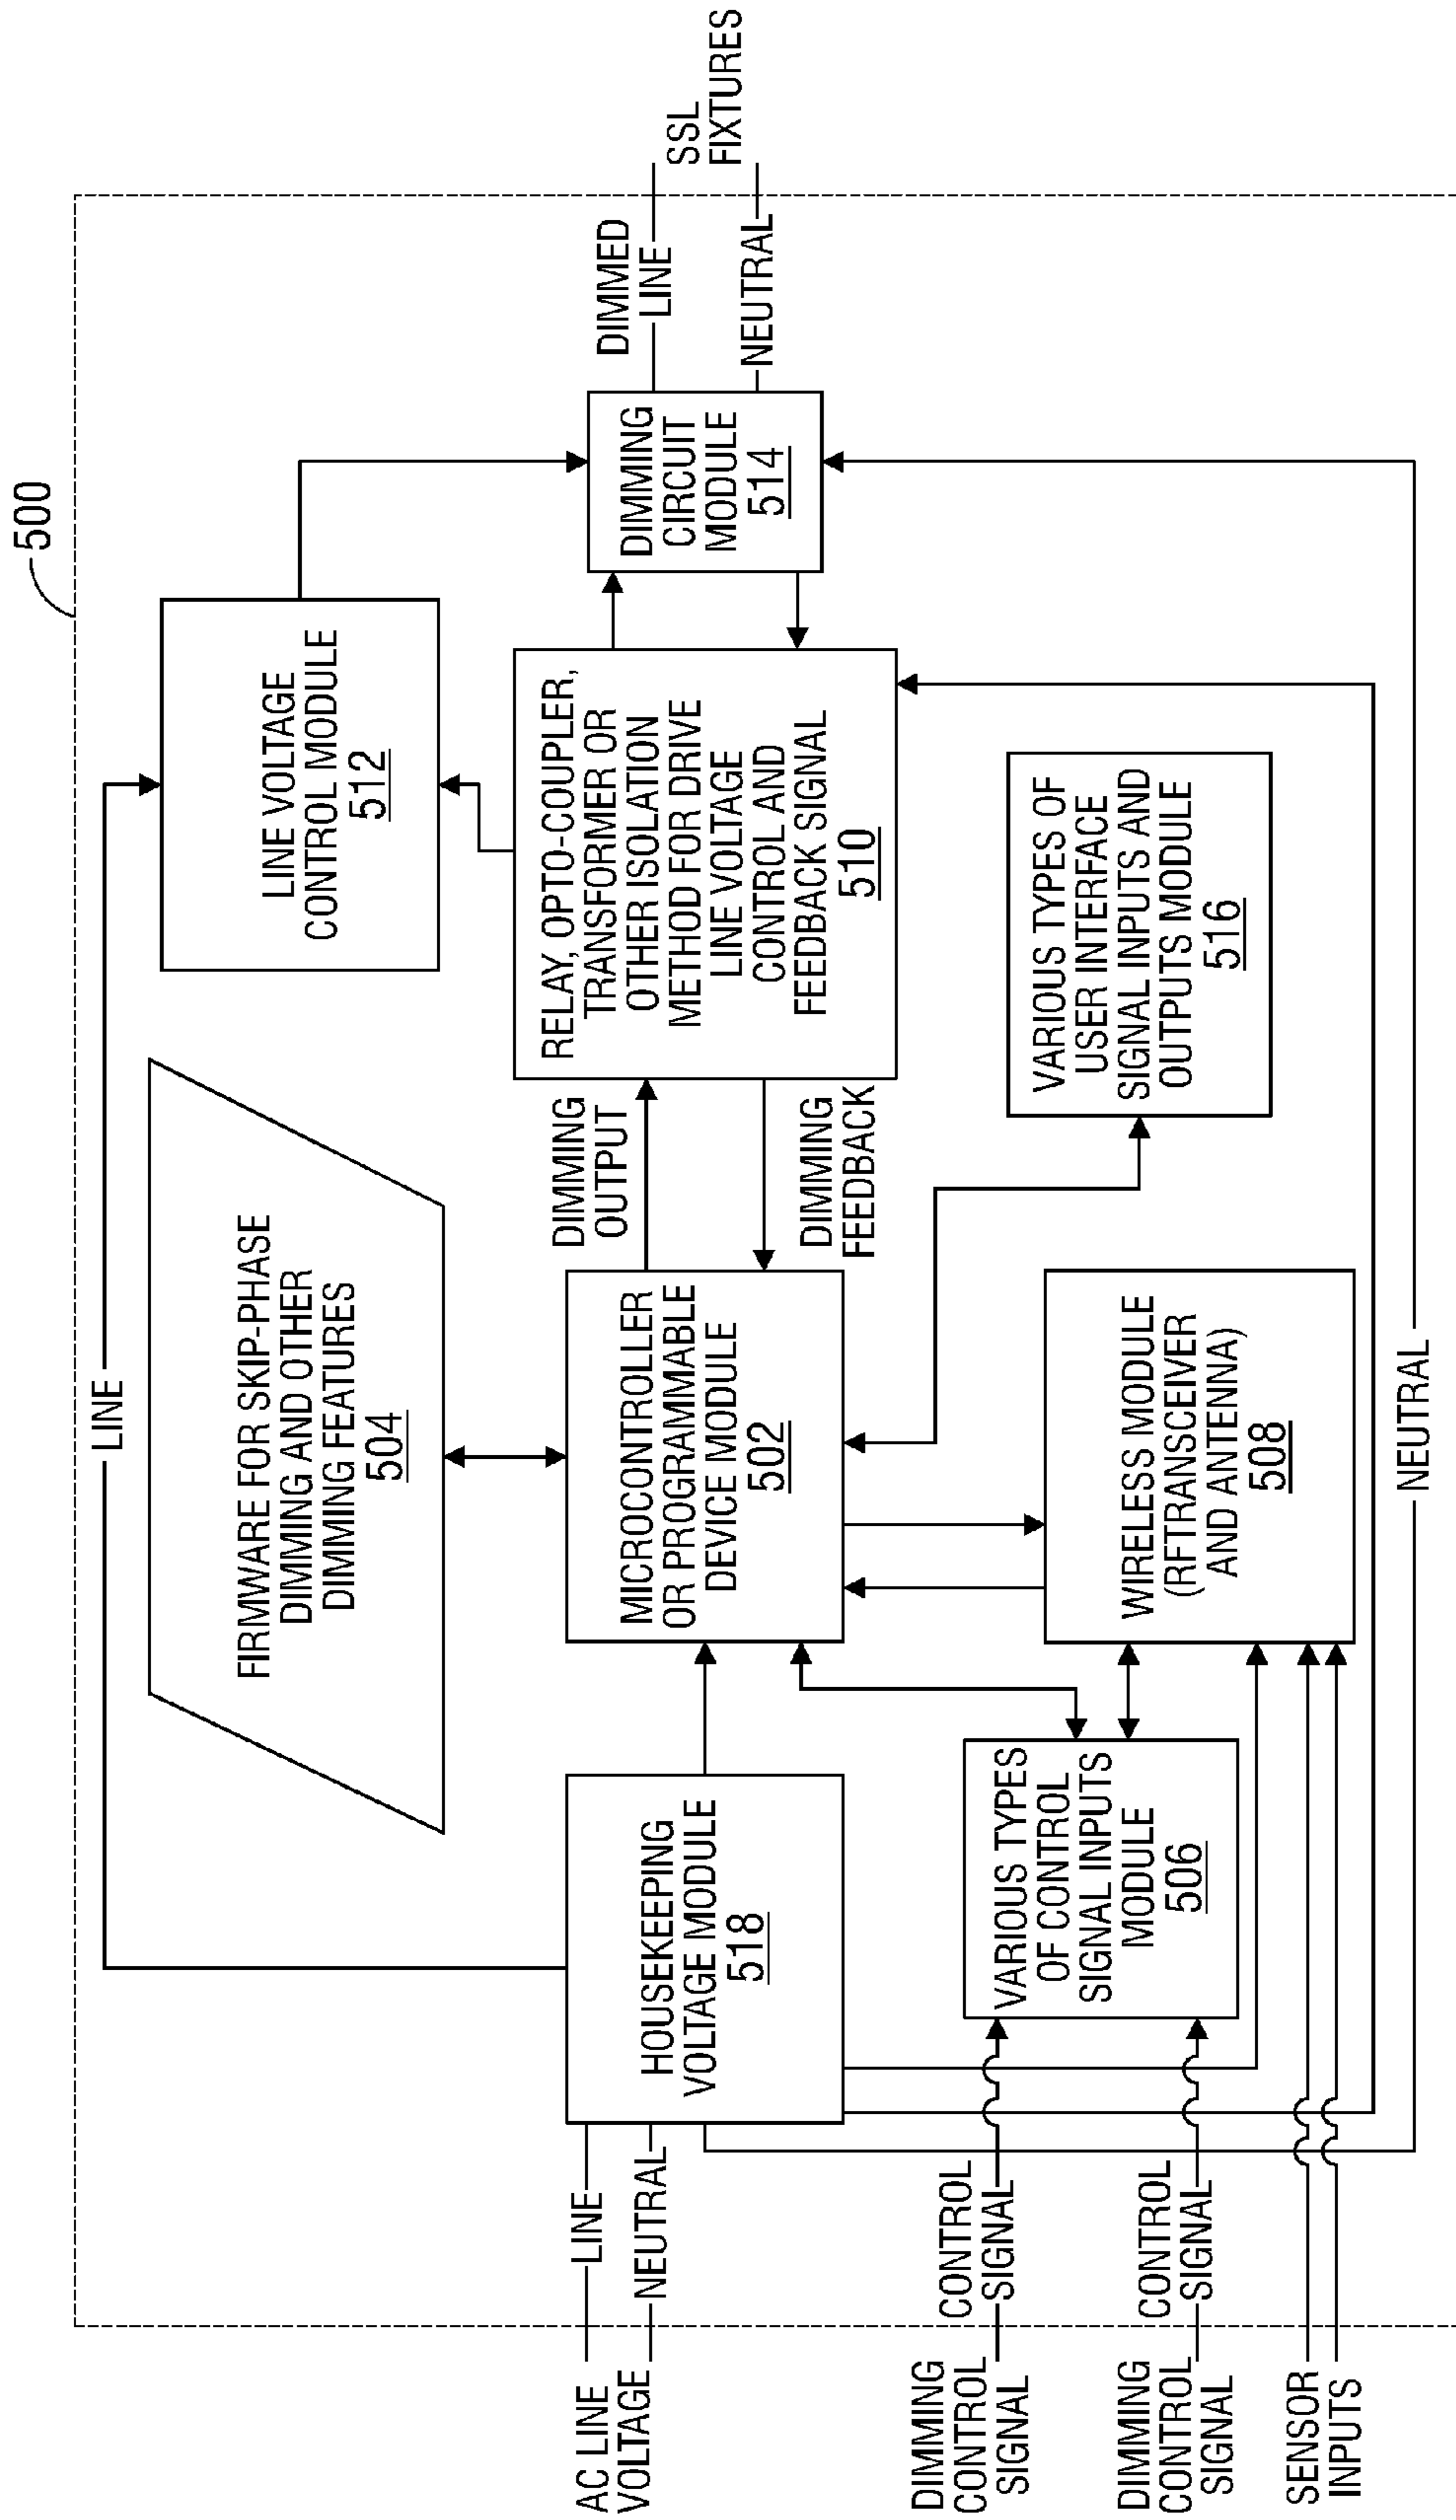 500
LINE
LINE VOLTAGE
CONTROL MODULE
512
FIRMWARE FOR SKIP-PHASE
DIMMING AND OTHER
DIMMING FEATURES
504
AC LINE
VOLTAGE
LINE
NEUTRAL
HOUSEKEEPING
VOLTAGE MODULE
518
MICROCONTROLLER
OR PROGRAMMABLE
DEVICE MODULE
502
DIMMING
OUTPUT
DIMMING
FEEDBACK
RELAY, OPTO-COUPLER,
TRANSFORMER OR
OTHER ISOLATION
METHOD FOR DRIVE
LINE VOLTAGE
CONTROL AND
FEEDBACK SIGNAL
510
DIMMING
CIRCUIT
MODULE
514
DIMMED
LINE
NEUTRAL
SSL
FIXTURES
DIMMING
CONTROL
SIGNAL
CONTROL
SIGNAL
DIMMING
CONTROL
SIGNAL
CONTROL
SIGNAL
VARIOUS TYPES
OF CONTROL
SIGNAL INPUTS
MODULE
506
WIRELESS MODULE
(RFTRANSCEIVER
AND ANTENNA)
508
VARIOUS TYPES OF
USER INTERFACE
SIGNAL INPUTS AND
OUTPUTS MODULE
516
SENSOR
INPUTS
NEUTRAL